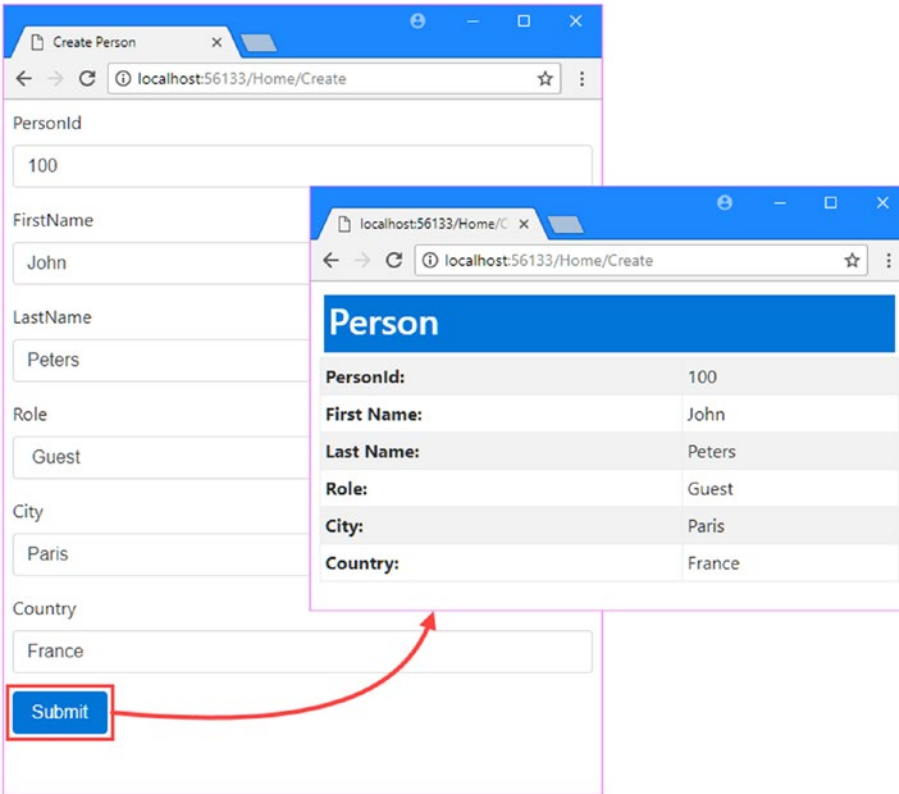 Create Person
localhost:56133/Home/Create
PersonId
100
FirstName
John
LastName
Peters
Role
Guest
City
Paris
Country
France
Submit
localhost:56133/Home/C
localhost:56133/Home/Create
Person
PersonId: 100
First Name: John
Last Name: Peters
Role: Guest
City: Paris
Country: France